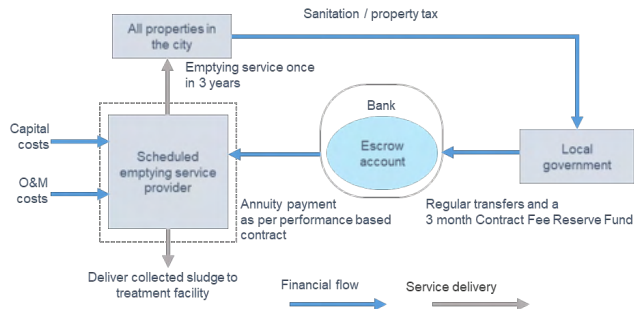 Sanitation / property tax
All properties in
the city
Emptying service once
in 3 years
Bank
Capital
costs
Escrow
account
Scheduled
emptying service
provider
Local
government
O&M
costs
Annuity payment
as per performance based
contract
Regular transfers and a
3 month Contract Fee Reserve Fund
Deliver collected sludge to
treatment facility
Financial flow
Service delivery